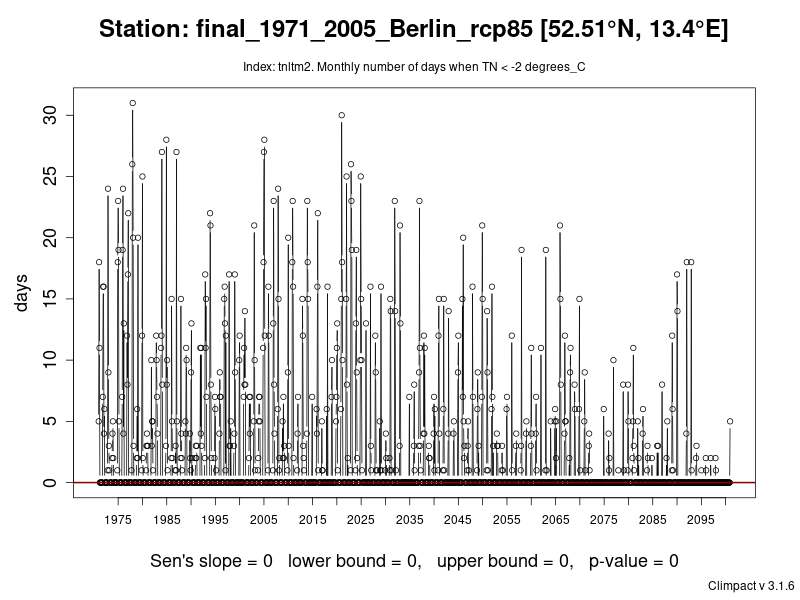 Station: final_1971_2005_Berlin_rcp85 [52.51°N, 13.4°E]
Index: tnltm2. Monthly number of days when TN < -2 degrees_C
30
25
20
15
10
5
0
days
1975 1985 1995 2005 2015 2025 2035 2045 2055 2065 2075 2085 2095
Sen's slope = 0 lower bound = 0, upper bound = 0, p-value = 0
Climpact v 3.1.6